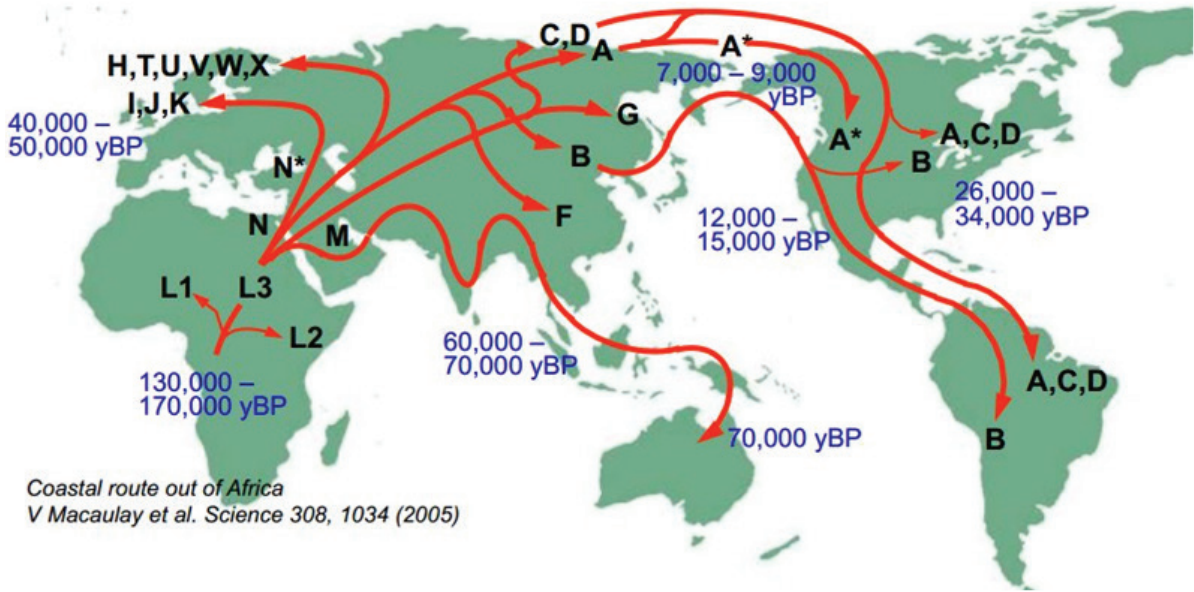 C,D
A
A*
H,T,U,V,W,X
7,000 – 9,000
yBP
I,J,K
G
40,000 –
50,000 yBP
A*
A,C,D
N*
B
B
26,000 –
34,000 yBP
N
M
F
12,000 –
15,000 yBP
L1
L3
L2
60,000 –
70,000 yBP
130,000 –
170,000 yBP
A,C,D
70,000 yBP
B
Coastal route out of Africa
V Macaulay et al. Science 308, 1034 (2005)